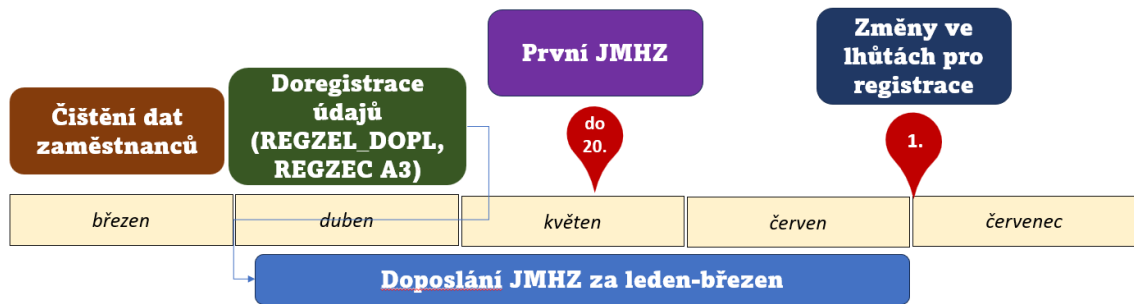 Čištění dat
zaměstnanců
Doregistrace
údajů
(REGZEL_DOPL,
REGZEC A3)
První JMHZ
do
20.
Změny ve
lhůtách pro
registrace
1.
březen
duben
květen
červen
červenec
Doposlání JMHZ za leden-březen